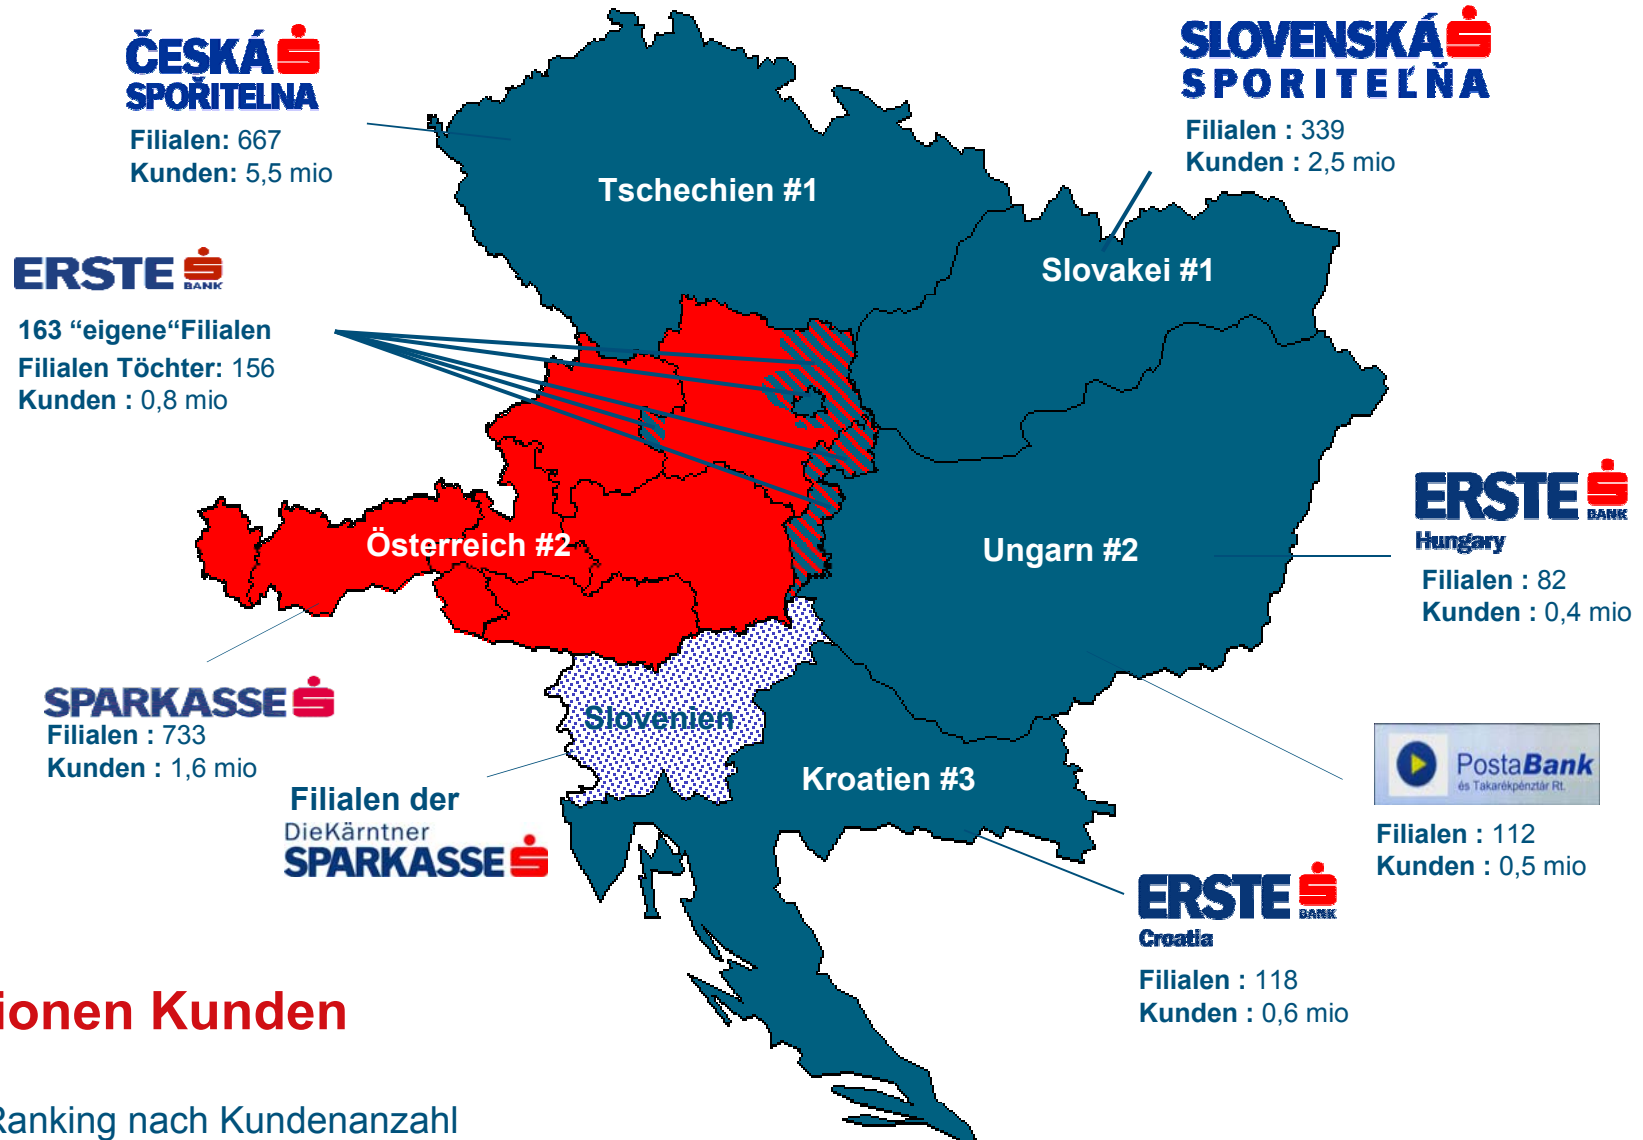 ČESKÁ
SPOŘITELNA
Filialen: 667
Kunden: 5,5 mio
SLOVENSKÁ
SPORITEĽŇA
Filialen : 339
Kunden : 2,5 mio
Tschechien #1
Slovakei #1
ERSTE
BANK
163 “eigene“Filialen
Filialen Töchter: 156
Kunden : 0,8 mio
Österreich #2
Ungarn #2
ERSTE
BANK
Hungary
Filialen : 82
Kunden : 0,4 mio
SPARKASSE
Filialen : 733
Kunden : 1,6 mio
Slovenien
Filialen der
DieKärntner
SPARKASSE
Kroatien #3
PostaBank
és Takarékpénztár Rt.
Filialen : 112
Kunden : 0,5 mio
ERSTE
BANK
Croatia
Filialen : 118
Kunden : 0,6 mio
ionen Kunden
Ranking nach Kundenanzahl